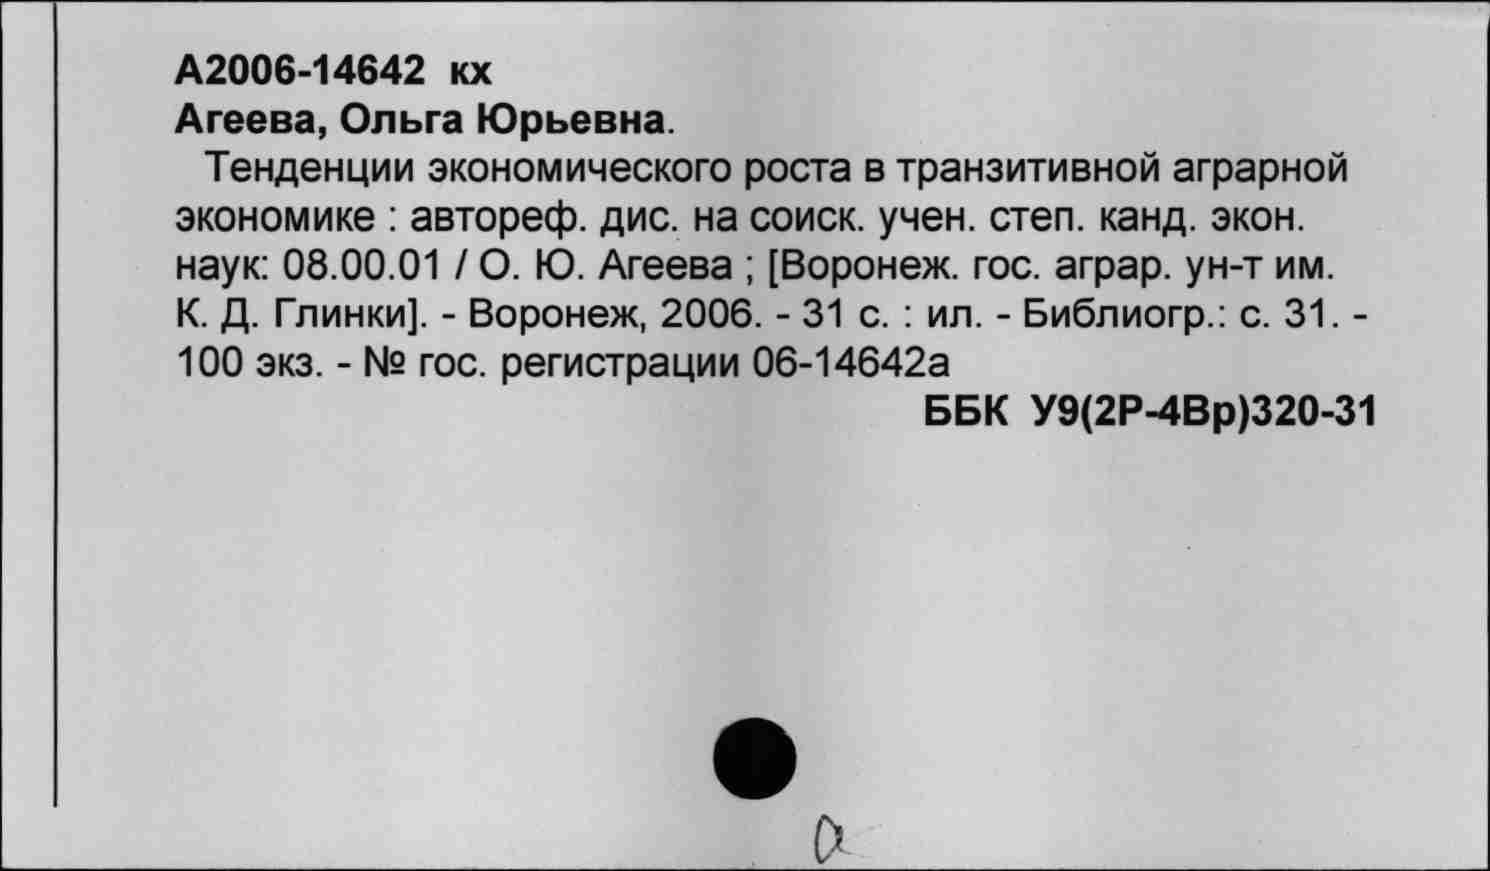 А2006-14642 кх
Агеева, Ольга Юрьевна.
Тенденции экономического роста в транзитивной аграрной
экономике : автореф. дис. на соиск. учен. степ. канд. экон.
наук: 08.00.01 / О. Ю. Агеева ; [Воронеж. гос. аграр. ун-т им.
К. Д. Глинки]. - Воронеж, 2006. - 31 с. : ил. - Библиогр.: с. 31. -
100 экз. - № гос. регистрации 06-14642а
ББК У9(2Р-4Вр)320-31
а